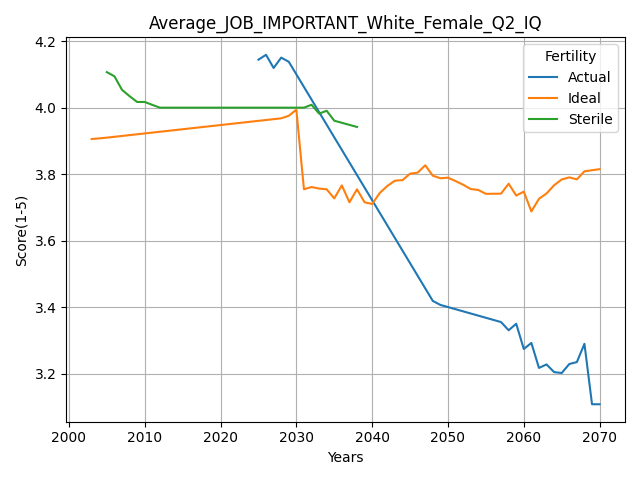 Average_JOB_IMPORTANT_White_Female_Q2_IQ
Fertility
Actual
Ideal
Sterile
Score(1-5)
4.2
4.0
3.8
3.6
3.4
3.2
2000 2010 2020 2030 2040 2050 2060 2070
Years